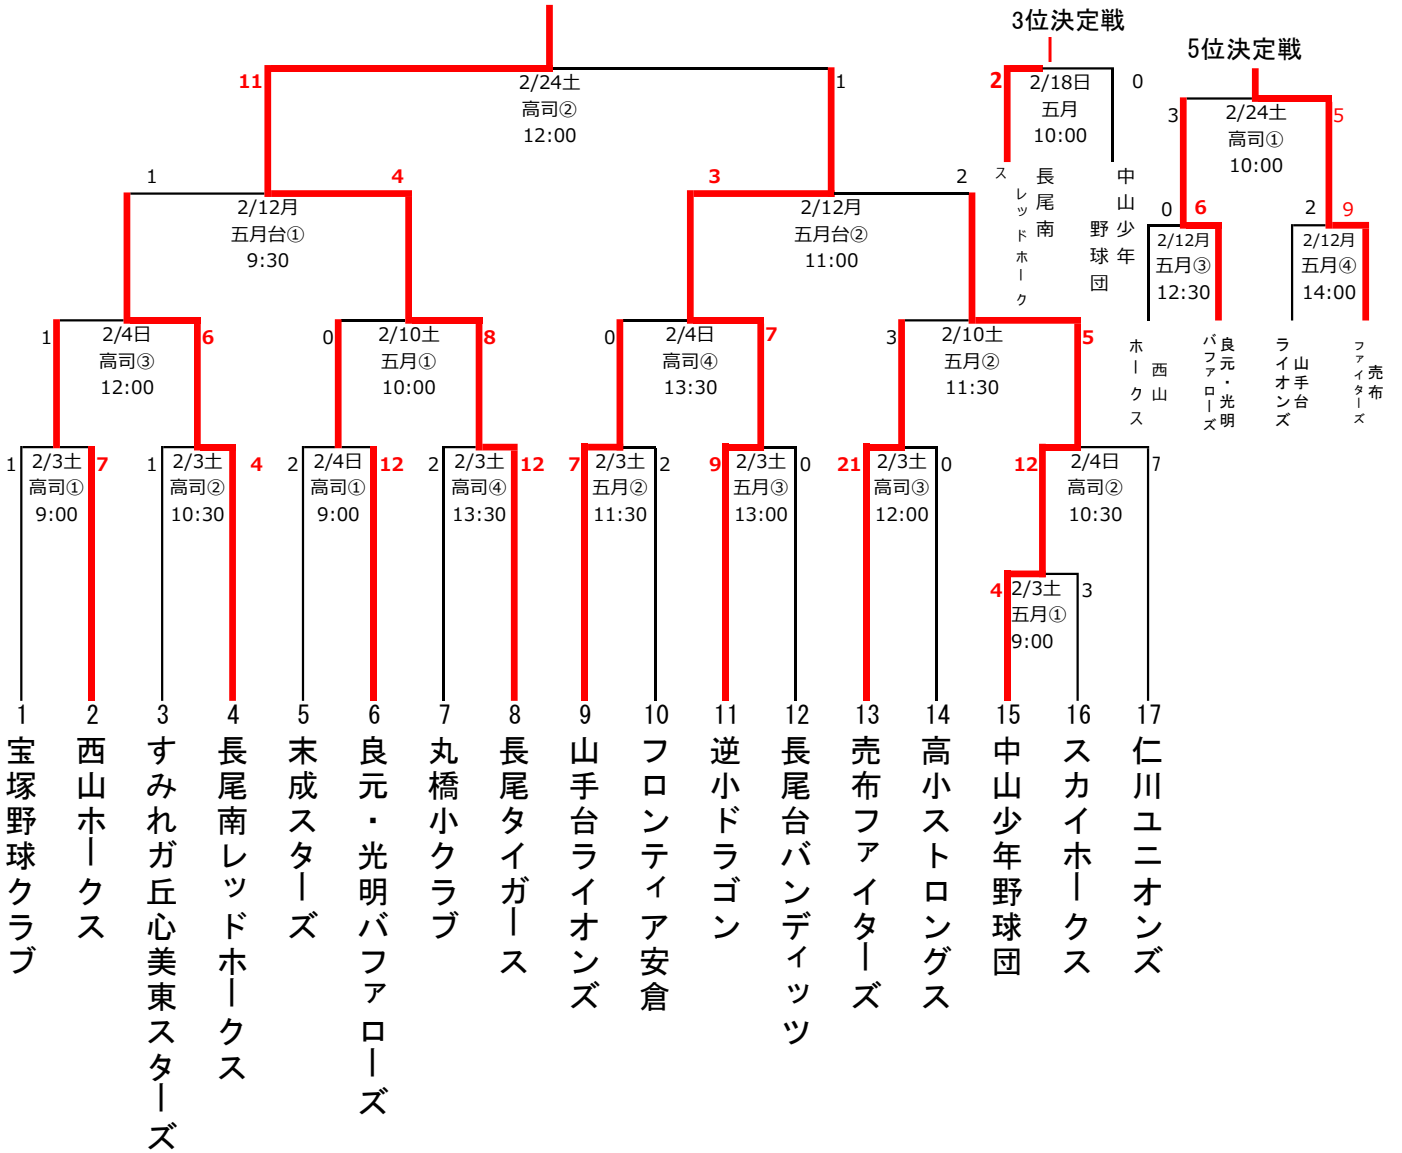 3位決定戦
5位決定戦
11
2/24土
高司②
12:00
1
2
2/18日
五月
10:00
0
長尾南
レッドホーク
ス
中山少年
野球団
3
2/24土
高司①
10:00
5
0
6
2/12月
五月③
12:30
西山
ホークス
良元・光明
バファローズ
2
9
2/12月
五月④
14:00
山手台
ライオンズ
売布
ファイターズ
1
4
2/12月
五月台①
9:30
3
2
2/12月
五月台②
11:00
1
2/4日
高司③
12:00
6
0
2/10土
五月①
10:00
8
0
2/4日
高司④
13:30
7
3
2/10土
五月②
11:30
5
1
2/3土
高司①
9:00
7
1
2/3土
高司②
10:30
4
2
2/4日
高司①
9:00
12
2
2/3土
高司④
13:30
12
7
2/3土
五月②
11:30
2
9
2/3土
五月③
13:00
0
21
2/3土
高司③
12:00
0
12
2/4日
高司②
10:30
7
4
2/3土
五月①
9:00
3
1
宝塚野球クラブ
2
西山ホークス
3
すみれガ丘心美東スターズ
4
長尾南レッドホークス
5
末成スターズ
6
良元・光明バファローズ
7
丸橋小クラブ
8
長尾タイガース
9
山手台ライオンズ
10
フロンティア安倉
11
逆小ドラゴン
12
長尾台バンディッツ
13
売布ファイターズ
14
高小ストロングス
15
中山少年野球団
16
スカイホークス
17
仁川ユニオンズ